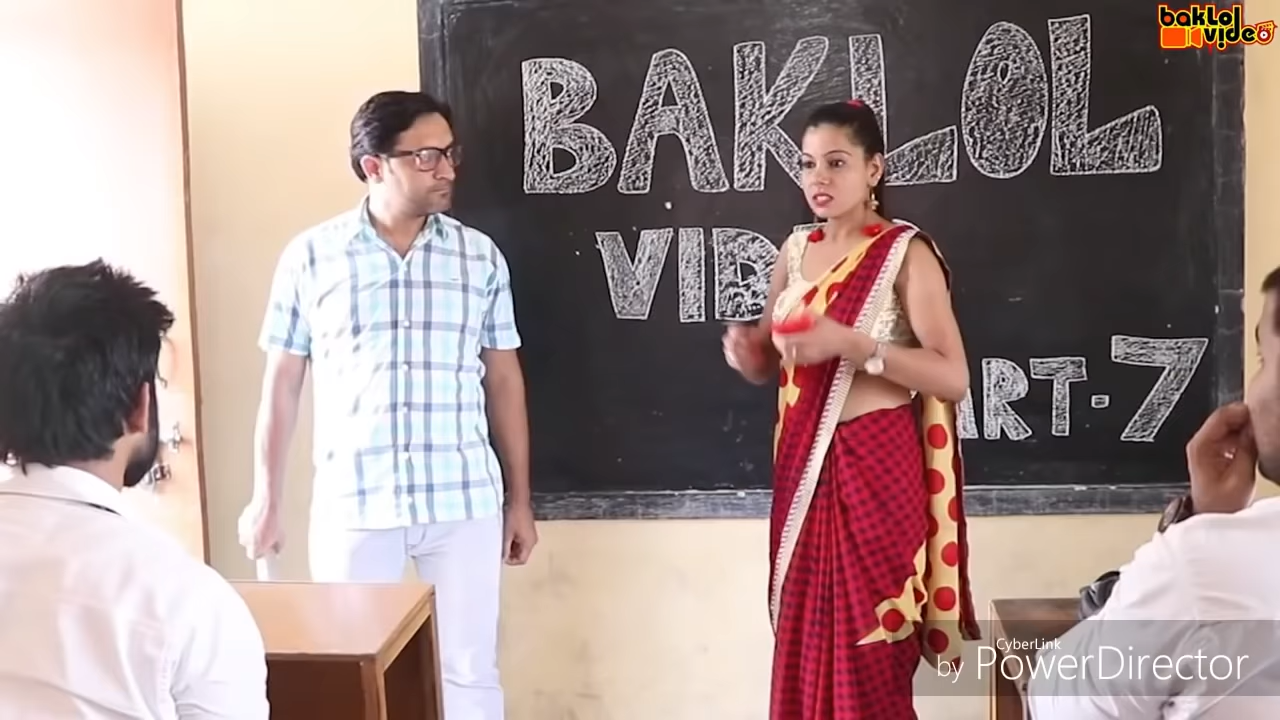 bakLol
video
BAKLOL
VID
ART-7
CyberLink
by PowerDirector